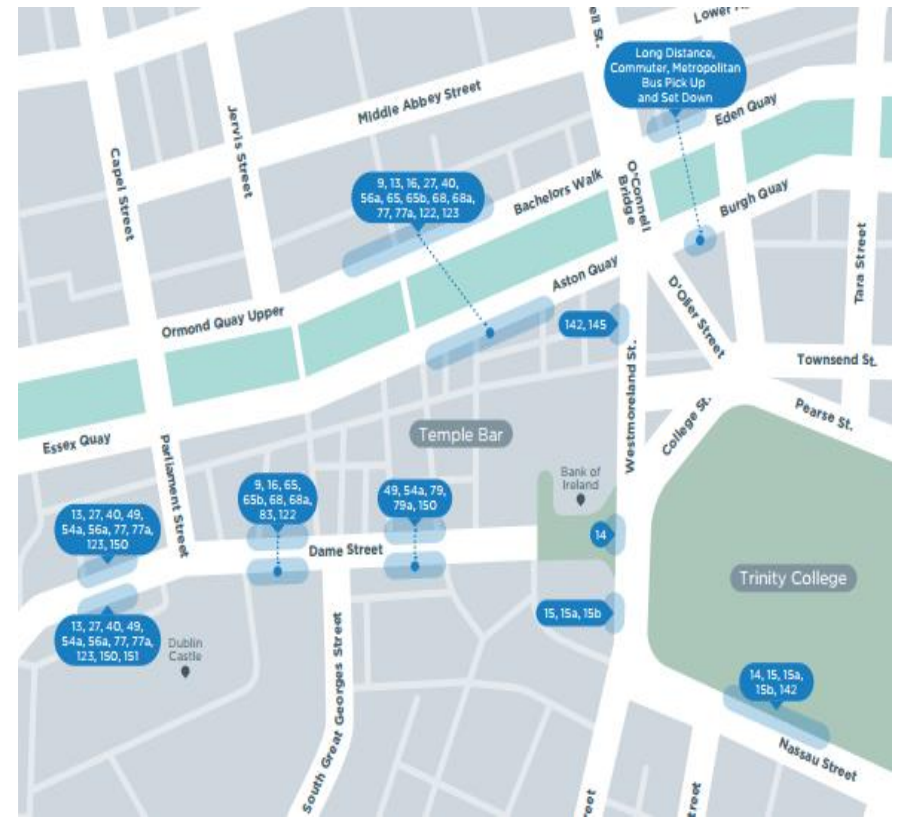 ell St.
Lower A
Long Distance,
Commuter, Metropolitan
Bus Pick Up
and Set Down
Middle Abbey Street
Eden Quay
Jervis Street
Capel Street
9, 13, 16, 27, 40,
56a, 65, 65b, 68, 68a,
77, 77a, 122, 123
Bachelors Walk
O'Connell
Bridge
Burgh Quay
Tara Street
Aston Quay
Ormond Quay Upper
142, 145
D'Olier Street
Townsend St.
Westmoreland St.
College St.
Pearse St.
Essex Quay
Temple Bar
Parliament Street
Bank of
Ireland
9, 16, 65,
65b, 68, 68a,
83, 122
49, 54a, 79,
79a, 150
13, 27, 40, 49,
54a, 56a, 77, 77a,
123, 150
14
Dame Street
Trinity College
15, 15a, 15b
13, 27, 40, 49,
54a, 56a, 77, 77a,
123, 150, 151
Dublin
Castle
South Great Georges Street
14, 15, 15a,
15b, 142
Nassau Street
reet
treet